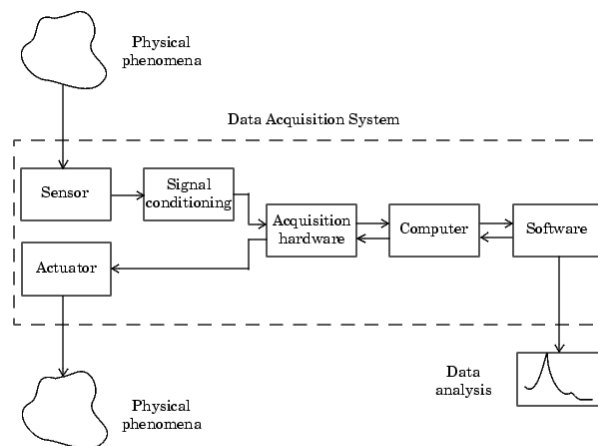 Physical
phenomena
Data Acquisition System
Sensor
Signal
conditioning
Acquisition
hardware
Computer
Software
Actuator
Data
analysis
Physical
phenomena